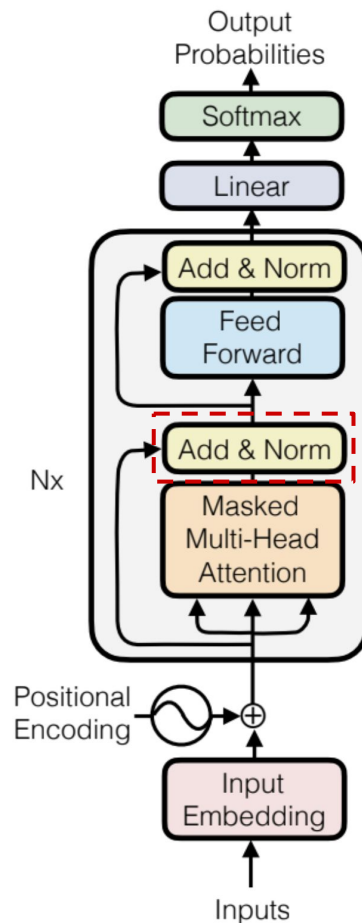 Output
Probabilities
Softmax
Linear
Add & Norm
Feed
Forward
Add & Norm
Nx
Masked
Multi-Head
Attention
Positional
Encoding
Input
Embedding
Inputs